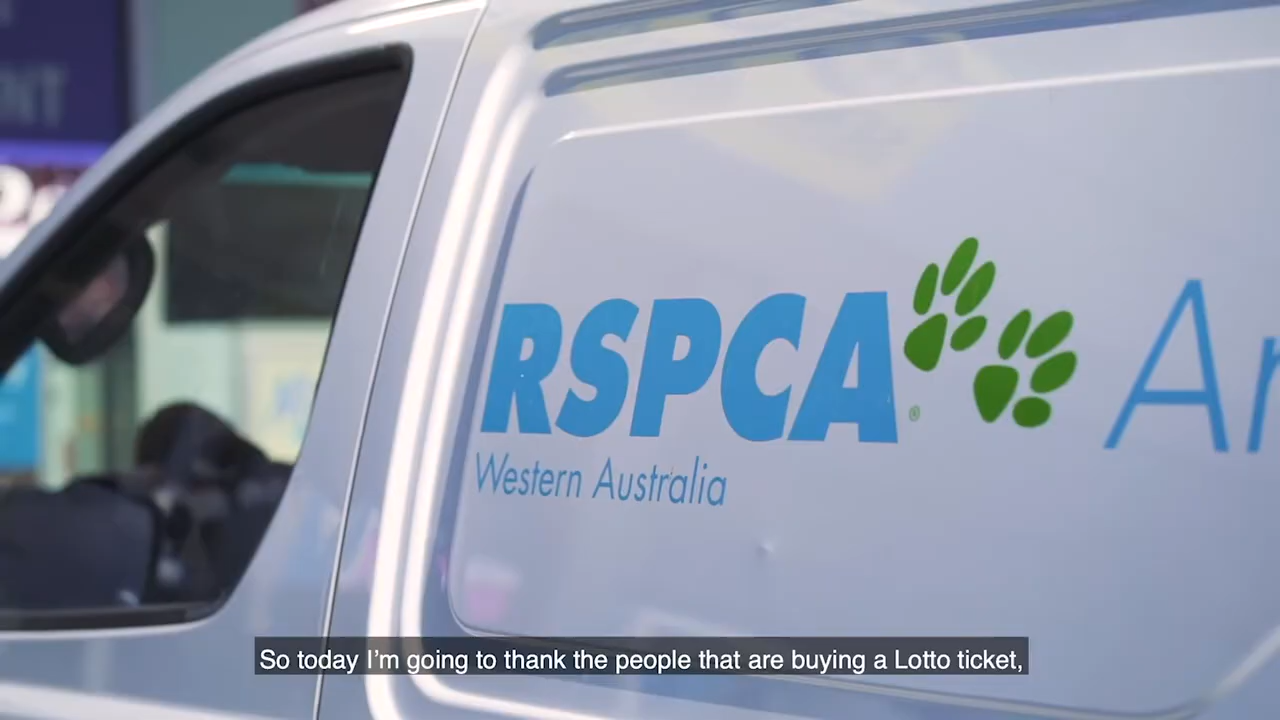 RSPCA®
Western Australia
So today I'm going to thank the people that are buying a Lotto ticket,